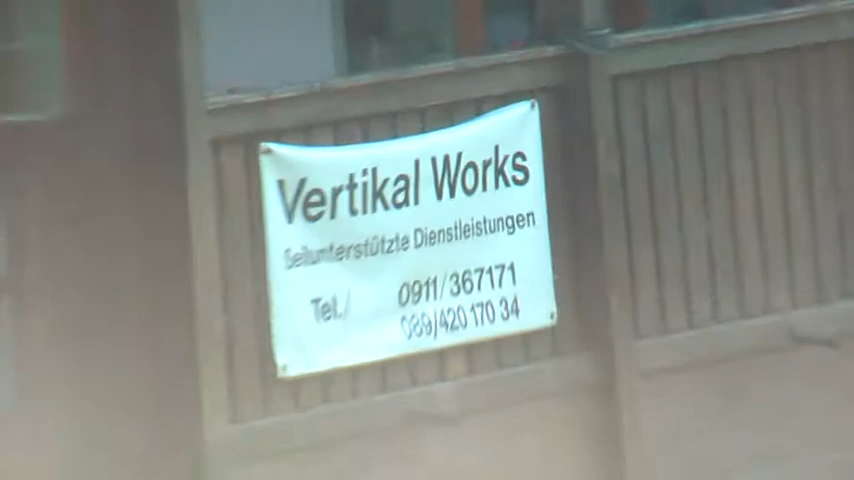 Vertikal Works
Seilunterstützte Dienstleistungen
Tel./ 0911/367171
089/420 170 34